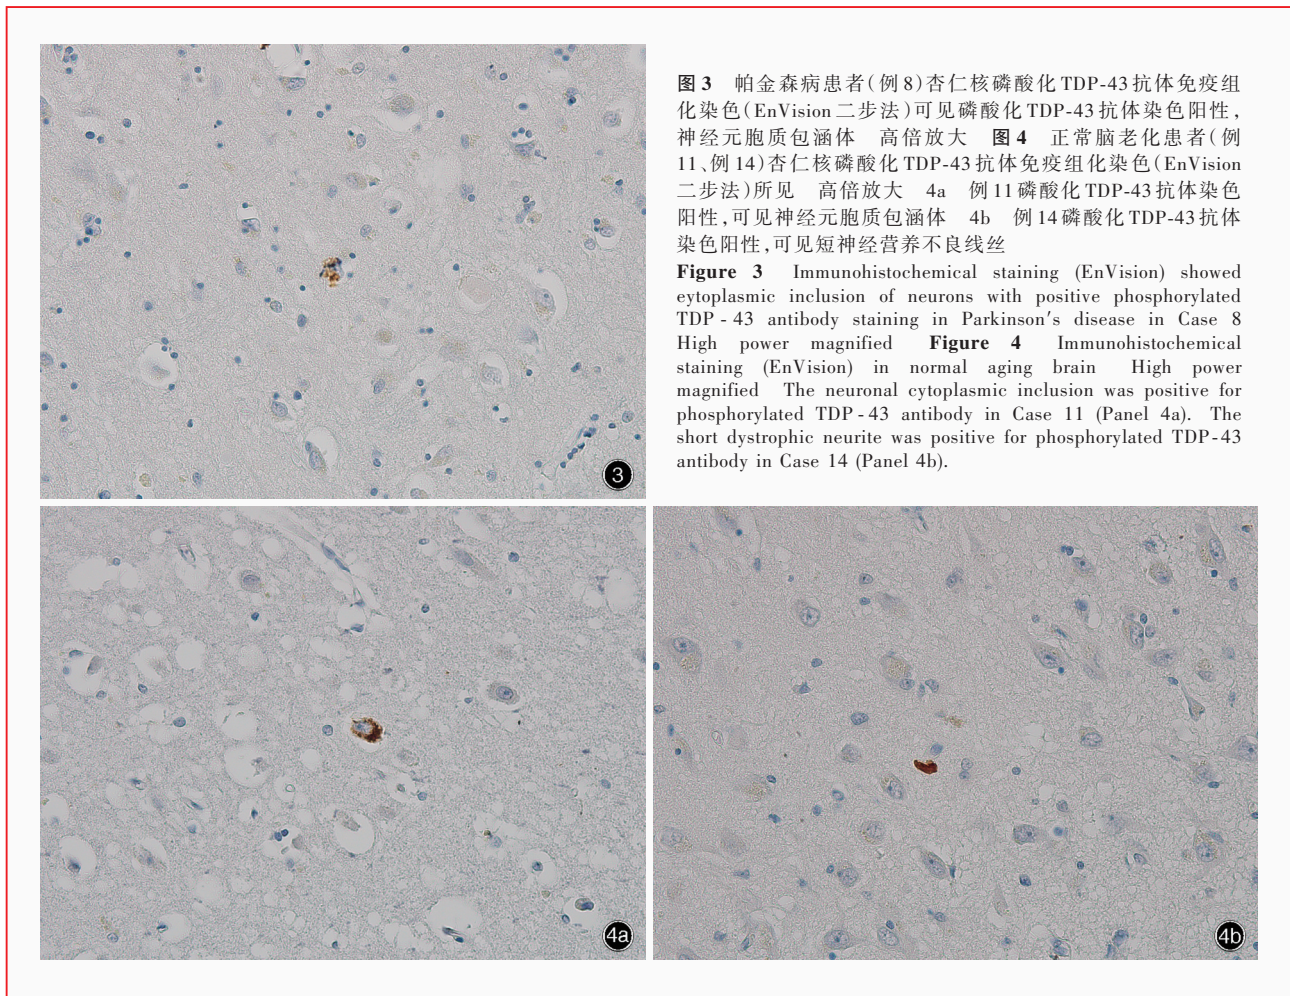 图 3　帕金森病患者(例 8)杏仁核磷酸化 TDP-43 抗体免疫组
化染色(EnVision 二步法)可见磷酸化 TDP-43 抗体染色阳性,
神经元胞质包涵体　高倍放大　图 4　正常脑老化患者(例
11、例 14)杏仁核磷酸化 TDP-43 抗体免疫组化染色(EnVision
二步法)所见　高倍放大　4a　例 11 磷酸化 TDP-43 抗体染色
阳性,可见神经元胞质包涵体　4b　例 14 磷酸化 TDP-43 抗体
染色阳性,可见短神经营养不良线丝
Figure 3　Immunohistochemical staining (EnVision) showed
eytoplasmic inclusion of neurons with positive phosphorylated
TDP - 43 antibody staining in Parkinson's disease in Case 8
High power magnified　Figure 4　Immunohistochemical
staining (EnVision) in normal aging brain　High power
magnified　The neuronal cytoplasmic inclusion was positive for
phosphorylated TDP - 43 antibody in Case 11 (Panel 4a). The
short dystrophic neurite was positive for phosphorylated TDP-43
antibody in Case 14 (Panel 4b).
3
4a
4b